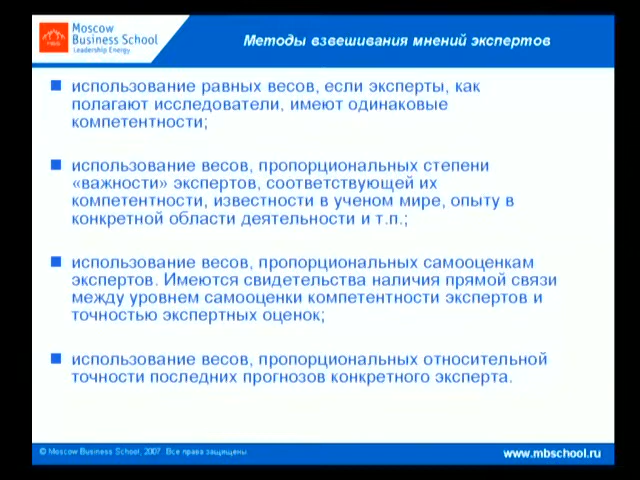 Moscow
Business School
Leadership Energy
Методы взвешивания мнений экспертов
использование равных весов, если эксперты, как
полагают исследователи, имеют одинаковые
компетентности;
использование весов, пропорциональных степени
«важности» экспертов, соответствующей их
компетентности, известности в ученом мире, опыту в
конкретной области деятельности и т.п.;
использование весов, пропорциональных самооценкам
экспертов. Имеются свидетельства наличия прямой связи
между уровнем самооценки компетентности экспертов и
точностью экспертных оценок;
использование весов, пропорциональных относительной
точности последних прогнозов конкретного эксперта.
© Moscow Business School, 2007 Все права защищены
www.mbschool.ru